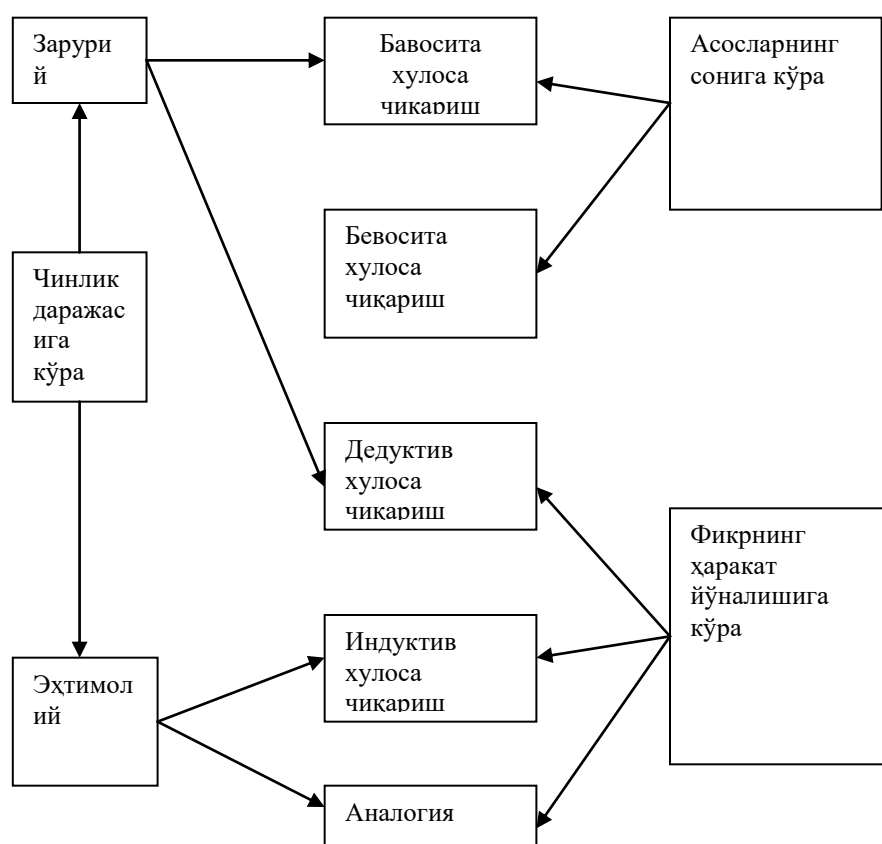 Зарури
й
Бавосита
хулоса
чиқариш
Асосларнинг
сонига кўра
Бевосита
хулоса
чиқариш
Чинлик
даражас
ига
кўра
Дедуктив
хулоса
чиқариш
Фикрнинг
ҳаракат
йўналишига
кўра
Индуктив
хулоса
чиқариш
Эҳтимол
ий
Аналогия